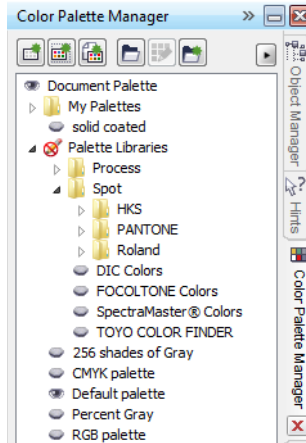 Color Palette Manager
Document Palette
My Palettes
solid coated
Palette Libraries
Process
Spot
HKS
PANTONE
Roland
DIC Colors
FOCOLTONE Colors
SpectraMaster® Colors
TOYO COLOR FINDER
256 shades of Gray
CMYK palette
Default palette
Percent Gray
RGB palette
Object Manager
Hints
Color Palette Manager